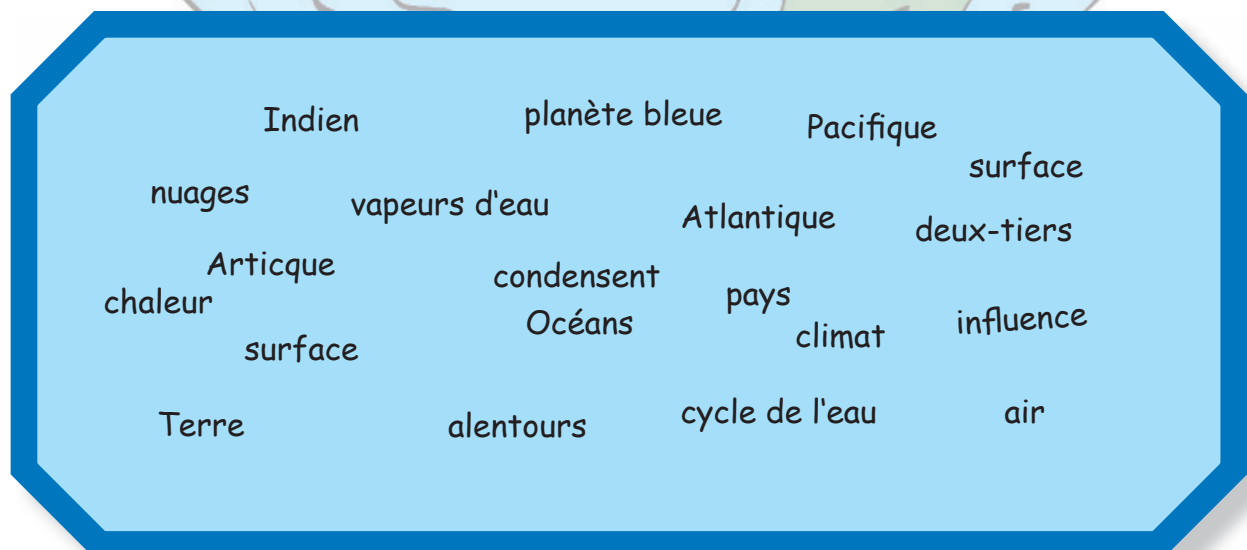 Indien
planète bleue
Pacifique
surface
nuages
vapeurs d'eau
Atlantique
deux-tiers
Articque
condensent
chaleur
pays
Océans
climat
influence
surface
Terre
alentours
cycle de l'eau
air